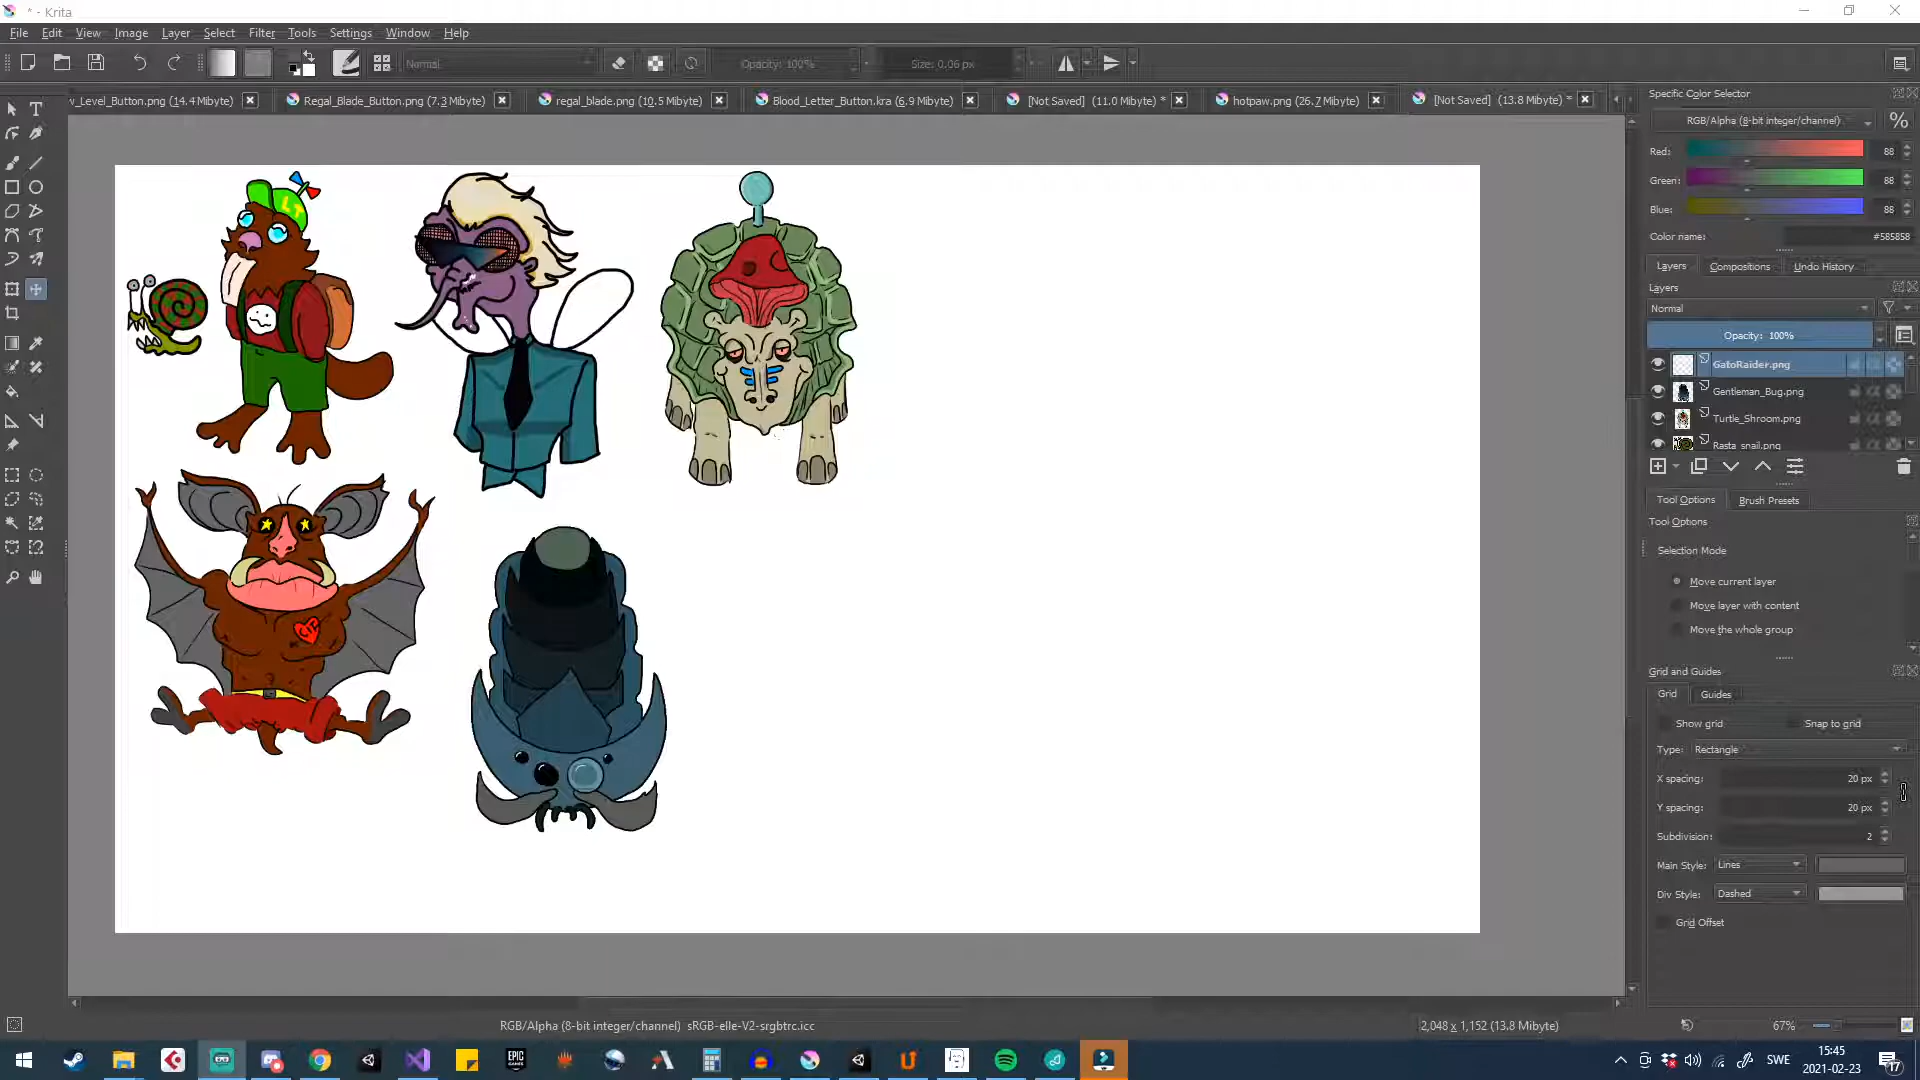 * - Krita
File Edit View Image Layer Select Filter Tools Settings Window Help
Normal Opacity: 100% Size: 0.06 px
v_Level_Button.png (14.4 Mibyte) Regal_Blade_Button.png (7.3 Mibyte) regal_blade.png (10.5 Mibyte) Blood_Letter_Button.kra (6.9 Mibyte) [Not Saved] (11.0 Mibyte) * hotpaw.png (26.7 Mibyte) [Not Saved] (13.8 Mibyte) *
Specific Color Selector
RGB/Alpha (8-bit integer/channel) %
Red: 88
Green: 88
Blue: 88
Color name: #585858
Layers Compositions Undo History
Layers
Normal
Opacity: 100%
GatoRaider.png
Gentleman_Bug.png
Turtle_Shroom.png
Rasta_snail.png
Tool Options Brush Presets
Tool Options
Selection Mode
Move current layer
Move layer with content
Move the whole group
Grid and Guides
Grid Guides
Show grid Snap to grid
Type: Rectangle
X spacing: 20 px
Y spacing: 20 px
Subdivision: 2
Main Style: Lines
Div Style: Dashed
Grid Offset
LT
RGB/Alpha (8-bit integer/channel) sRGB-elle-V2-srgbtrc.icc
2,048 x 1,152 (13.8 Mibyte)
67%
EPIC
GAMES
SWE
15:45
2021-02-23
17